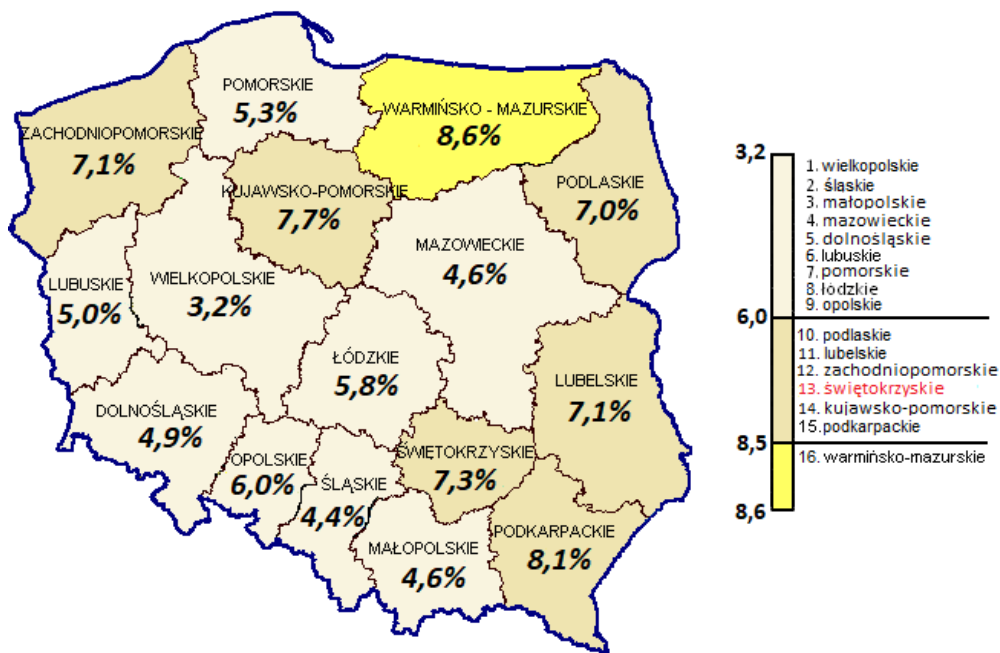 POMORSKIE
5,3%
WARMIŃSKO - MAZURSKIE
8,6%
ZACHODNIOPOMORSKIE
7,1%
KUJAWSKO-POMORSKIE
7,7%
PODLASKIE
7,0%
MAZOWIECKIE
4,6%
WIELKOPOLSKIE
3,2%
LUBUSKIE
5,0%
ŁÓDZKIE
5,8%
LUBELSKIE
7,1%
DOLNOŚLĄSKIE
4,9%
OPOLSKIE
6,0%
ŚLĄSKIE
4,4%
ŚWIĘTOKRZYSKIE
7,3%
MAŁOPOLSKIE
4,6%
PODKARPACKIE
8,1%
3,2
1. wielkopolskie
2. śląskie
3. małopolskie
4. mazowieckie
5. dolnośląskie
6. lubuskie
7. pomorskie
8. łódzkie
9. opolskie
6,0
10. podlaskie
11. lubelskie
12. zachodniopomorskie
13. świętokrzyskie
14. kujawsko-pomorskie
15. podkarpackie
8,5
16. warmińsko-mazurskie
8,6